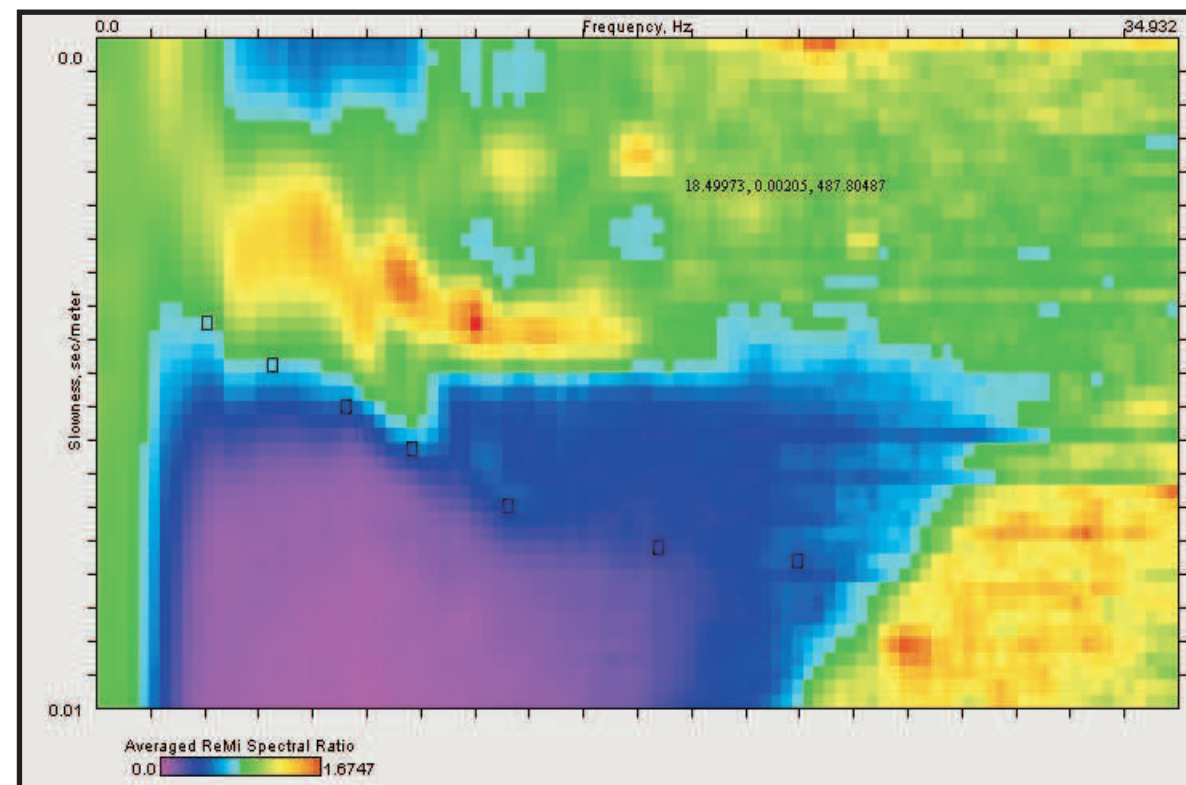 0.0
Frequency, Hz
34.932
0.0
18.49973, 0.00205, 487.80487
Slowness, sec/meter
0.01
Averaged ReMi Spectral Ratio
0.0
1.6747